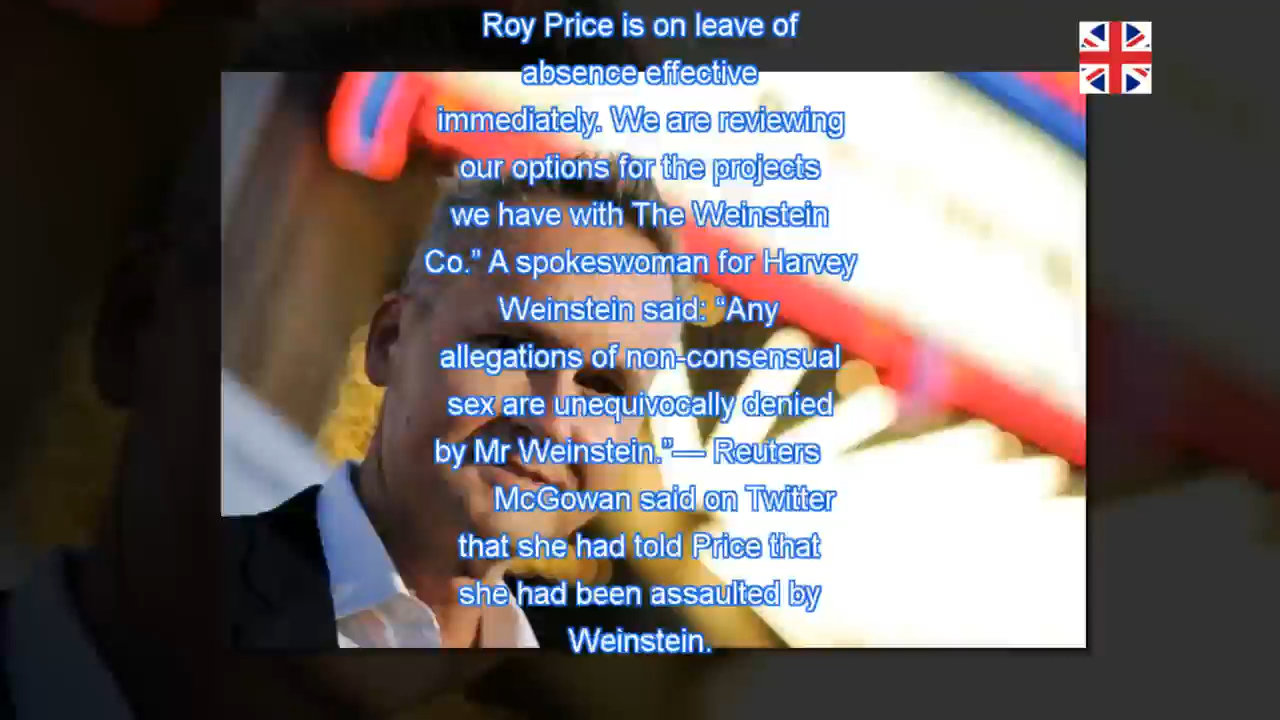 Roy Price is on leave of
absence effective
immediately. We are reviewing
our options for the projects
we have with The Weinstein
Co.” A spokeswoman for Harvey
Weinstein said: “Any
allegations of non-consensual
sex are unequivocally denied
by Mr Weinstein.”— Reuters
McGowan said on Twitter
that she had told Price that
she had been assaulted by
Weinstein.